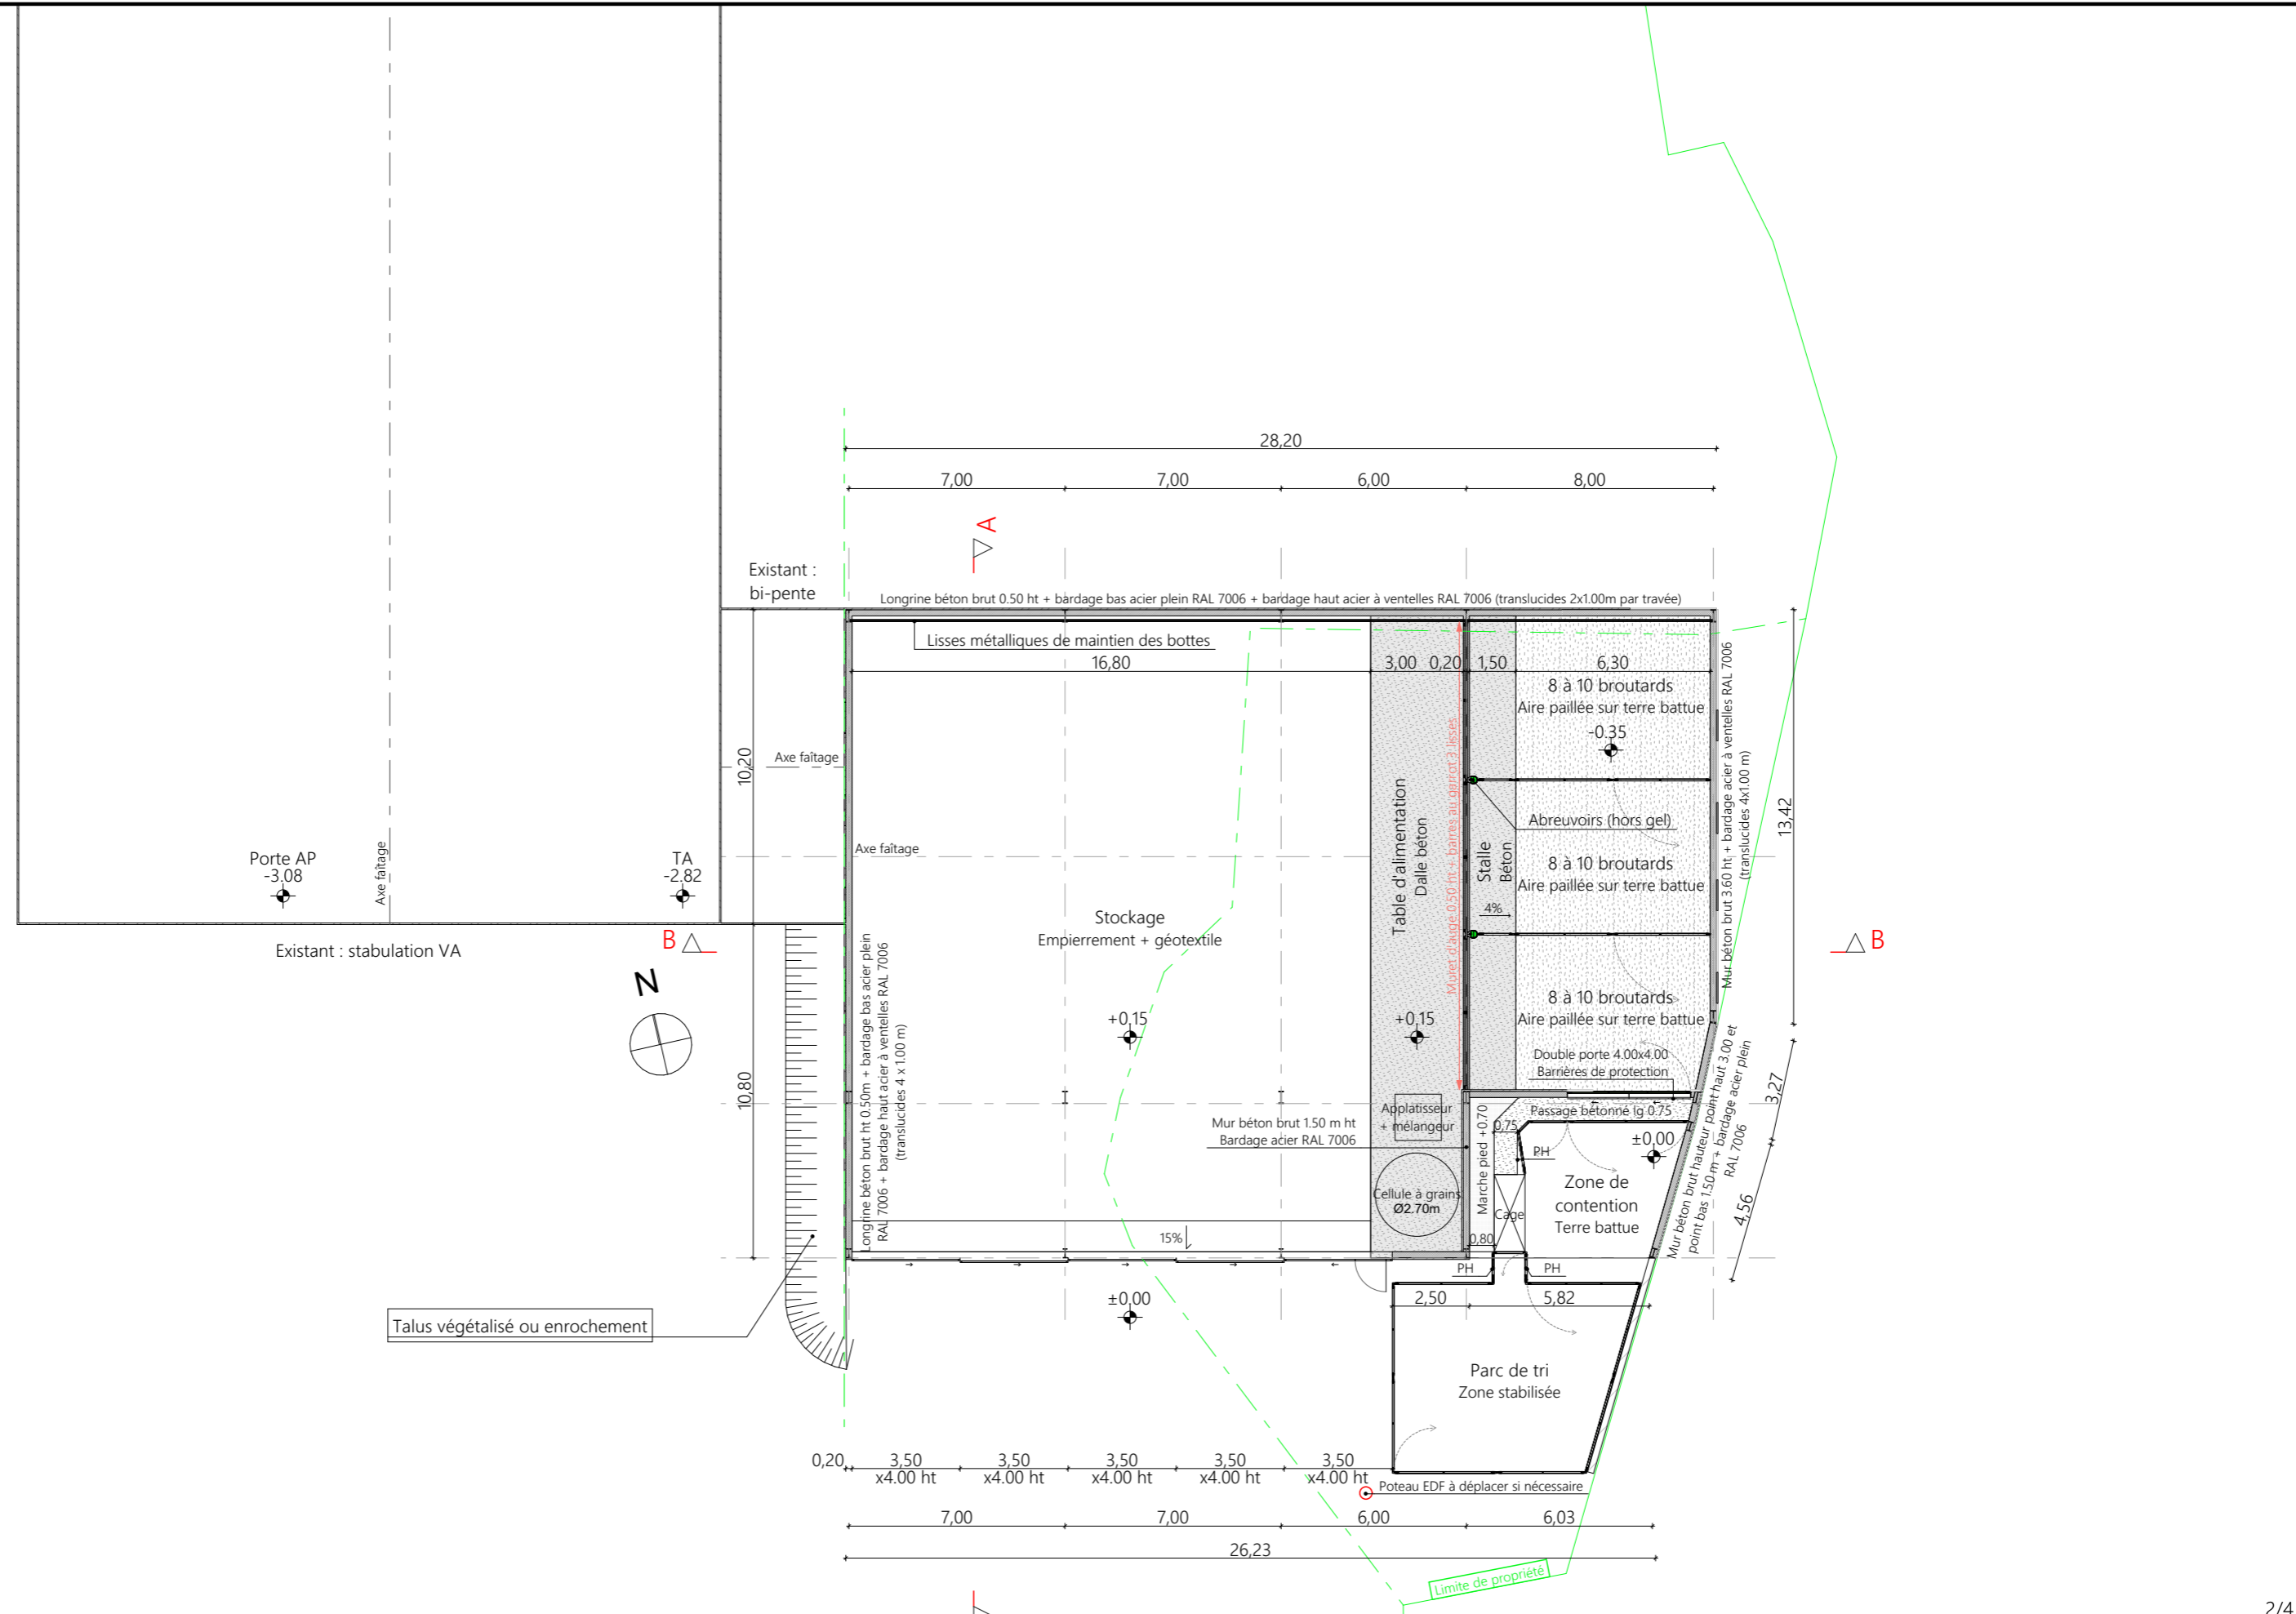 28,20
7,00
7,00
6,00
8,00
A
Existant :
bi-pente
Longrine béton brut 0.50 ht + bardage bas acier plein RAL 7006 + bardage haut acier à ventelles RAL 7006 (translucides 2x1.00m par travée)
Lisses métalliques de maintien des bottes
16,80
3,00
0,20
1,50
6,30
8 à 10 broutards
Aire paillée sur terre battue
-0.35
Mur béton brut 3.60 ht + bardage acier à ventelles RAL 7006
(translucides 4x1.00 m)
13,42
10,20
Axe faîtage
Muret d'auge 0.50 ht + barres au garrot 3 lisses
Table d'alimentation
Dalle béton
Abreuvoirs (hors gel)
Stalle
Béton
4%
8 à 10 broutards
Aire paillée sur terre battue
Axe faîtage
Porte AP
-3.08
Axe faîtage
TA
-2.82
Stockage
Empierrement + géotextile
B
B
Existant : stabulation VA
N
Longrine béton brut ht 0.50m + bardage bas acier plein
RAL 7006 + bardage haut acier à ventelles RAL 7006
(translucides 4 x 1.00 m)
+0,15
+0,15
8 à 10 broutards
Aire paillée sur terre battue
Double porte 4.00x4.00
Barrières de protection
10,80
3,27
Mur béton brut hauteur point haut 3.00 et
point bas 1.50 m + bardage acier plein
RAL 7006
Applatisseur
+ mélangeur
Mur béton brut 1.50 m ht
Bardage acier RAL 7006
Marche pied +0.70
Passage bétonné lg 0.75
0,75
±0,00
PH
Zone de
contention
Terre battue
Cellule à grains
Ø2.70m
Cage
4,56
15%
0,80
PH
PH
±0,00
2,50
5,82
Talus végétalisé ou enrochement
Parc de tri
Zone stabilisée
0,20
3,50
x4.00 ht
3,50
x4.00 ht
3,50
x4.00 ht
3,50
x4.00 ht
3,50
x4.00 ht
Poteau EDF à déplacer si nécessaire
7,00
7,00
6,00
6,03
26,23
Limite de propriété
2/4